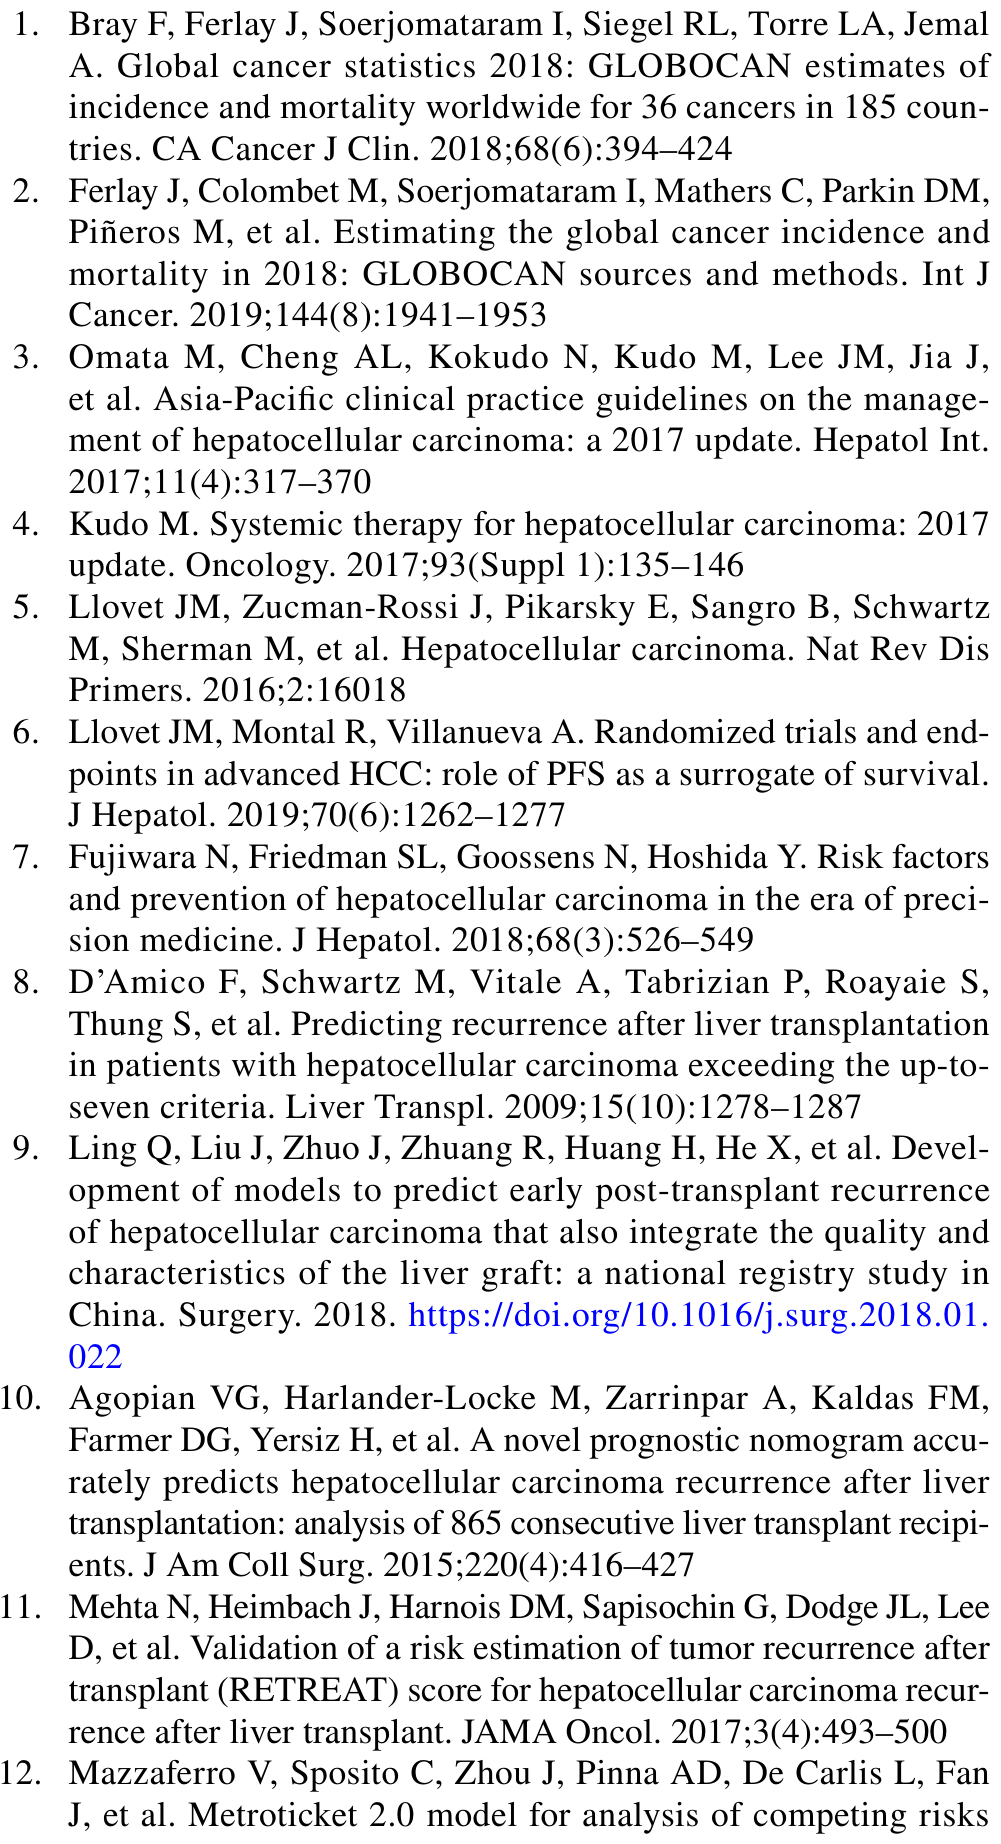 1. Bray F, Ferlay J, Soerjomataram I, Siegel RL, Torre LA, Jemal
A. Global cancer statistics 2018: GLOBOCAN estimates of
incidence and mortality worldwide for 36 cancers in 185 coun-
tries. CA Cancer J Clin. 2018;68(6):394–424
2. Ferlay J, Colombet M, Soerjomataram I, Mathers C, Parkin DM,
Piñeros M, et al. Estimating the global cancer incidence and
mortality in 2018: GLOBOCAN sources and methods. Int J
Cancer. 2019;144(8):1941–1953
3. Omata M, Cheng AL, Kokudo N, Kudo M, Lee JM, Jia J,
et al. Asia-Pacific clinical practice guidelines on the manage-
ment of hepatocellular carcinoma: a 2017 update. Hepatol Int.
2017;11(4):317–370
4. Kudo M. Systemic therapy for hepatocellular carcinoma: 2017
update. Oncology. 2017;93(Suppl 1):135–146
5. Llovet JM, Zucman-Rossi J, Pikarsky E, Sangro B, Schwartz
M, Sherman M, et al. Hepatocellular carcinoma. Nat Rev Dis
Primers. 2016;2:16018
6. Llovet JM, Montal R, Villanueva A. Randomized trials and end-
points in advanced HCC: role of PFS as a surrogate of survival.
J Hepatol. 2019;70(6):1262–1277
7. Fujiwara N, Friedman SL, Goossens N, Hoshida Y. Risk factors
and prevention of hepatocellular carcinoma in the era of preci-
sion medicine. J Hepatol. 2018;68(3):526–549
8. D’Amico F, Schwartz M, Vitale A, Tabrizian P, Roayaie S,
Thung S, et al. Predicting recurrence after liver transplantation
in patients with hepatocellular carcinoma exceeding the up-to-
seven criteria. Liver Transpl. 2009;15(10):1278–1287
9. Ling Q, Liu J, Zhuo J, Zhuang R, Huang H, He X, et al. Devel-
opment of models to predict early post-transplant recurrence
of hepatocellular carcinoma that also integrate the quality and
characteristics of the liver graft: a national registry study in
China. Surgery. 2018. https://doi.org/10.1016/j.surg.2018.01.
022
10. Agopian VG, Harlander-Locke M, Zarrinpar A, Kaldas FM,
Farmer DG, Yersiz H, et al. A novel prognostic nomogram accu-
rately predicts hepatocellular carcinoma recurrence after liver
transplantation: analysis of 865 consecutive liver transplant recipi-
ents. J Am Coll Surg. 2015;220(4):416–427
11. Mehta N, Heimbach J, Harnois DM, Sapisochin G, Dodge JL, Lee
D, et al. Validation of a risk estimation of tumor recurrence after
transplant (RETREAT) score for hepatocellular carcinoma recur-
rence after liver transplant. JAMA Oncol. 2017;3(4):493–500
12. Mazzaferro V, Sposito C, Zhou J, Pinna AD, De Carlis L, Fan
J, et al. Metroticket 2.0 model for analysis of competing risks